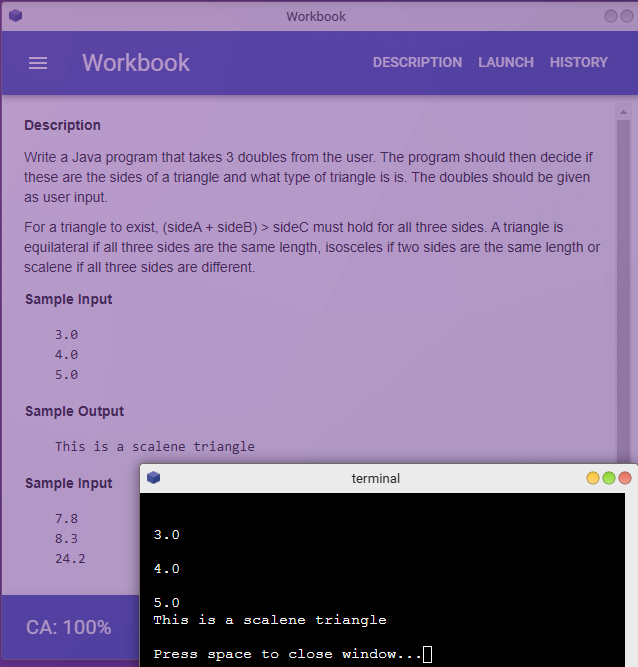 Workbook
Workbook
DESCRIPTION LAUNCH HISTORY
Description
Write a Java program that takes 3 doubles from the user. The program should then decide if
these are the sides of a triangle and what type of triangle is is. The doubles should be given
as user input.
For a triangle to exist, (sideA + sideB) > sideC must hold for all three sides. A triangle is
equilateral if all three sides are the same length, isosceles if two sides are the same length or
scalene if all three sides are different.
Sample Input
3.0
4.0
5.0
Sample Output
This is a scalene triangle
Sample Input
7.8
8.3
24.2
CA: 100%
terminal
3.0
4.0
5.0
This is a scalene triangle
Press space to close window...